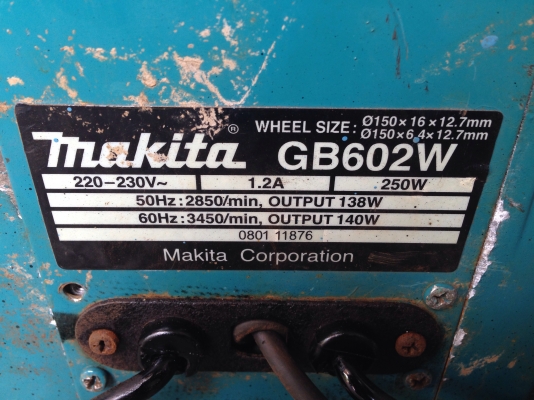 WHEEL SIZE: Ø150×16×12.7mm
Ø150×6.4×12.7mm
makita® GB602W
220-230V~ 1.2A 250W
50Hz:2850/min, OUTPUT 138W
60Hz:3450/min, OUTPUT 140W
0801 11876
Makita Corporation